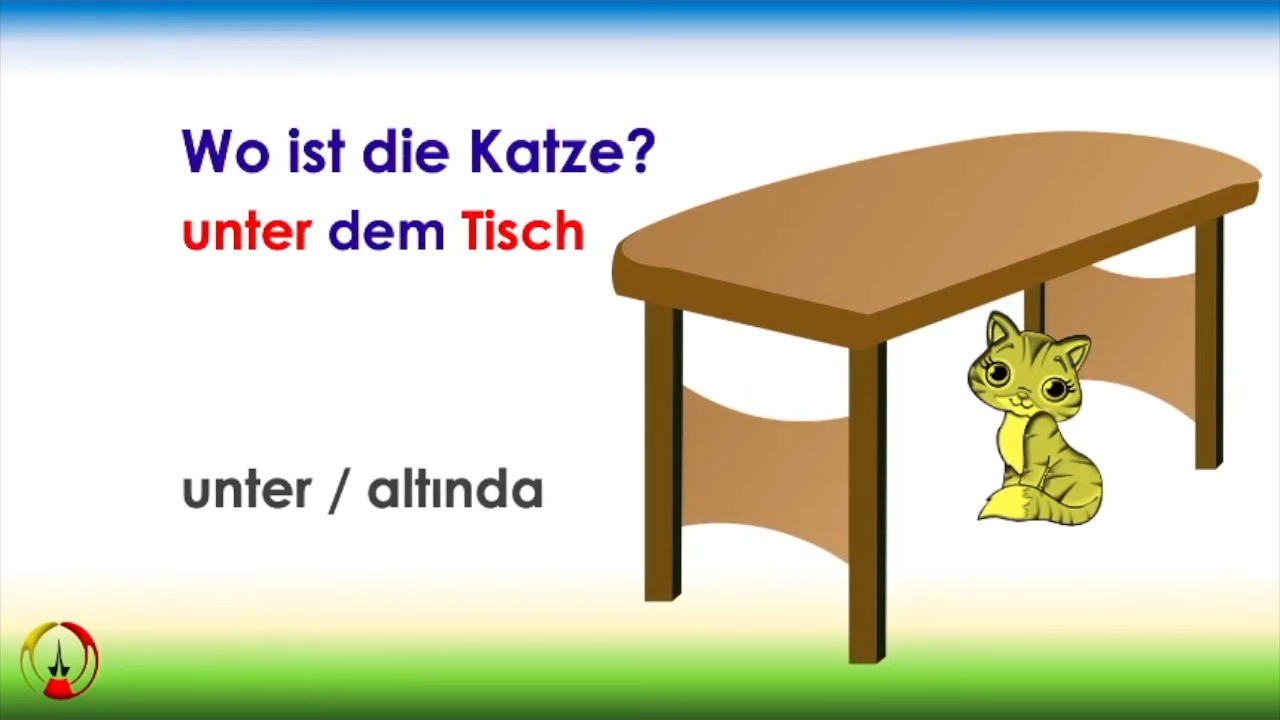 Wo ist die Katze?
unter dem Tisch
unter / altında